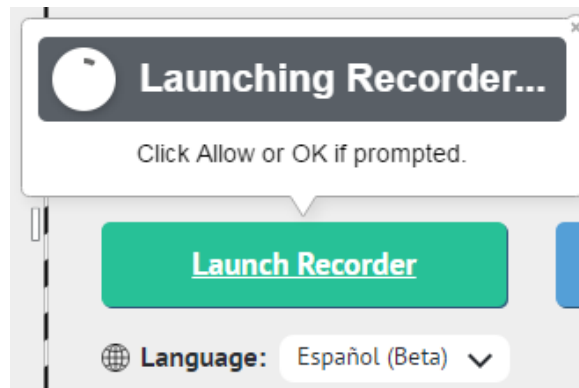 Launching Recorder...
Click Allow or OK if prompted.
Launch Recorder
Language: Español (Beta)